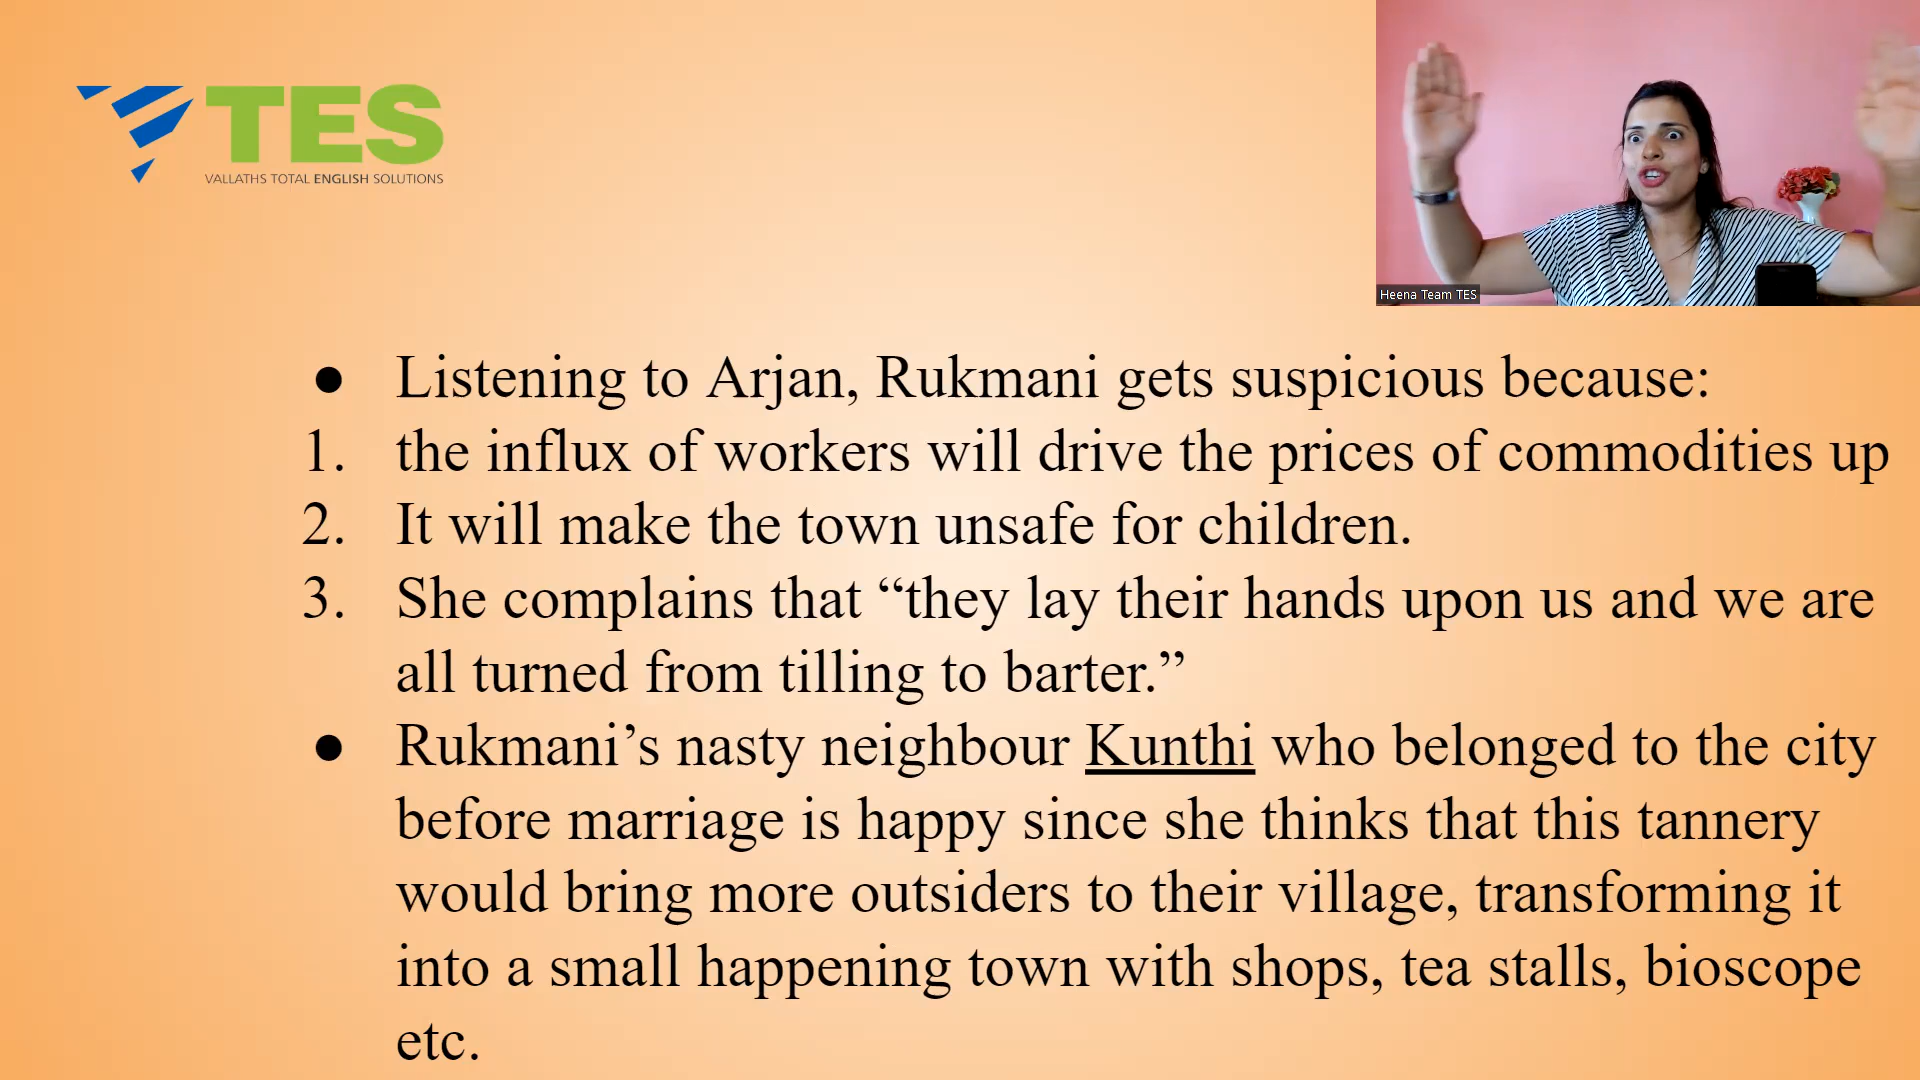 TES
VALLATHS TOTAL ENGLISH SOLUTIONS
Heena Team TES
● Listening to Arjan, Rukmani gets suspicious because:
1. the influx of workers will drive the prices of commodities up
2. It will make the town unsafe for children.
3. She complains that “they lay their hands upon us and we are
all turned from tilling to barter.”
● Rukmani’s nasty neighbour Kunthi who belonged to the city
before marriage is happy since she thinks that this tannery
would bring more outsiders to their village, transforming it
into a small happening town with shops, tea stalls, bioscope
etc.